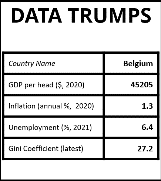 DATA TRUMPS
Country Name Belgium
GDP per head ($, 2020) 45205
Inflation (annual %, 2020) 1.3
Unemployment (%, 2021) 6.4
Gini Coefficient (latest) 27.2